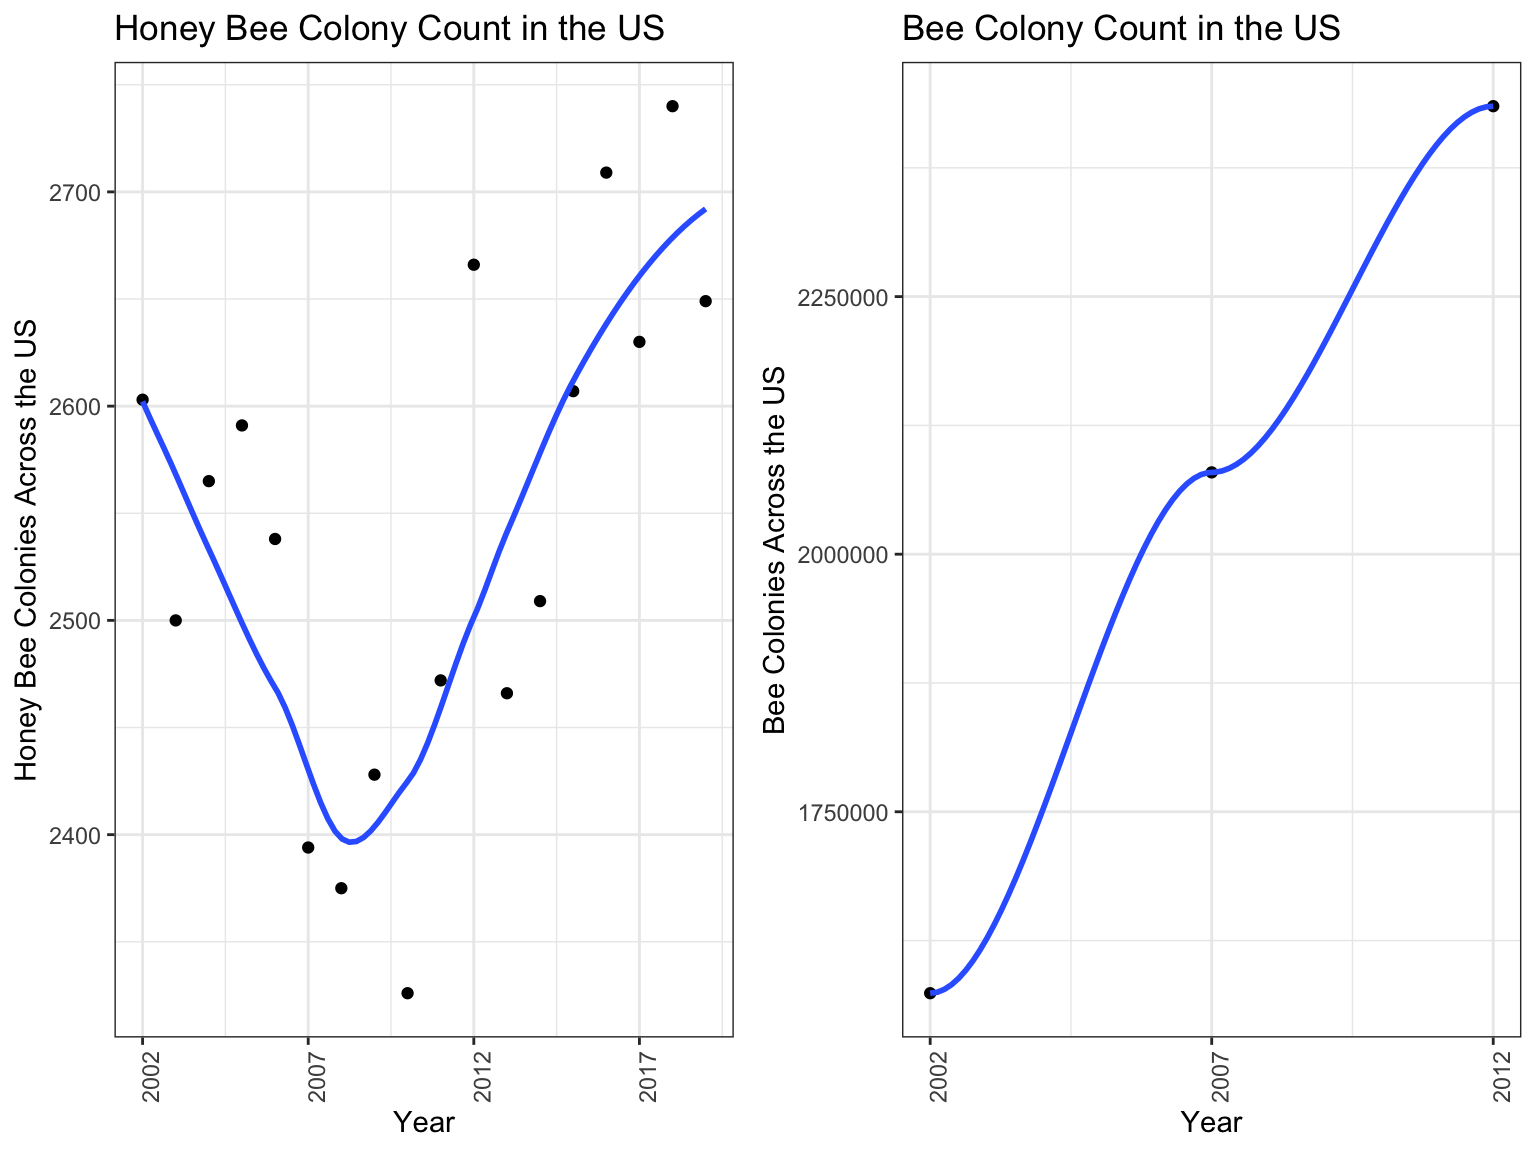 Honey Bee Colony Count in the US
Honey Bee Colonies Across the US
2700
2600
2500
2400
2002
2007
2012
2017
Year
Bee Colony Count in the US
Bee Colonies Across the US
2250000
2000000
1750000
2002
2007
2012
Year